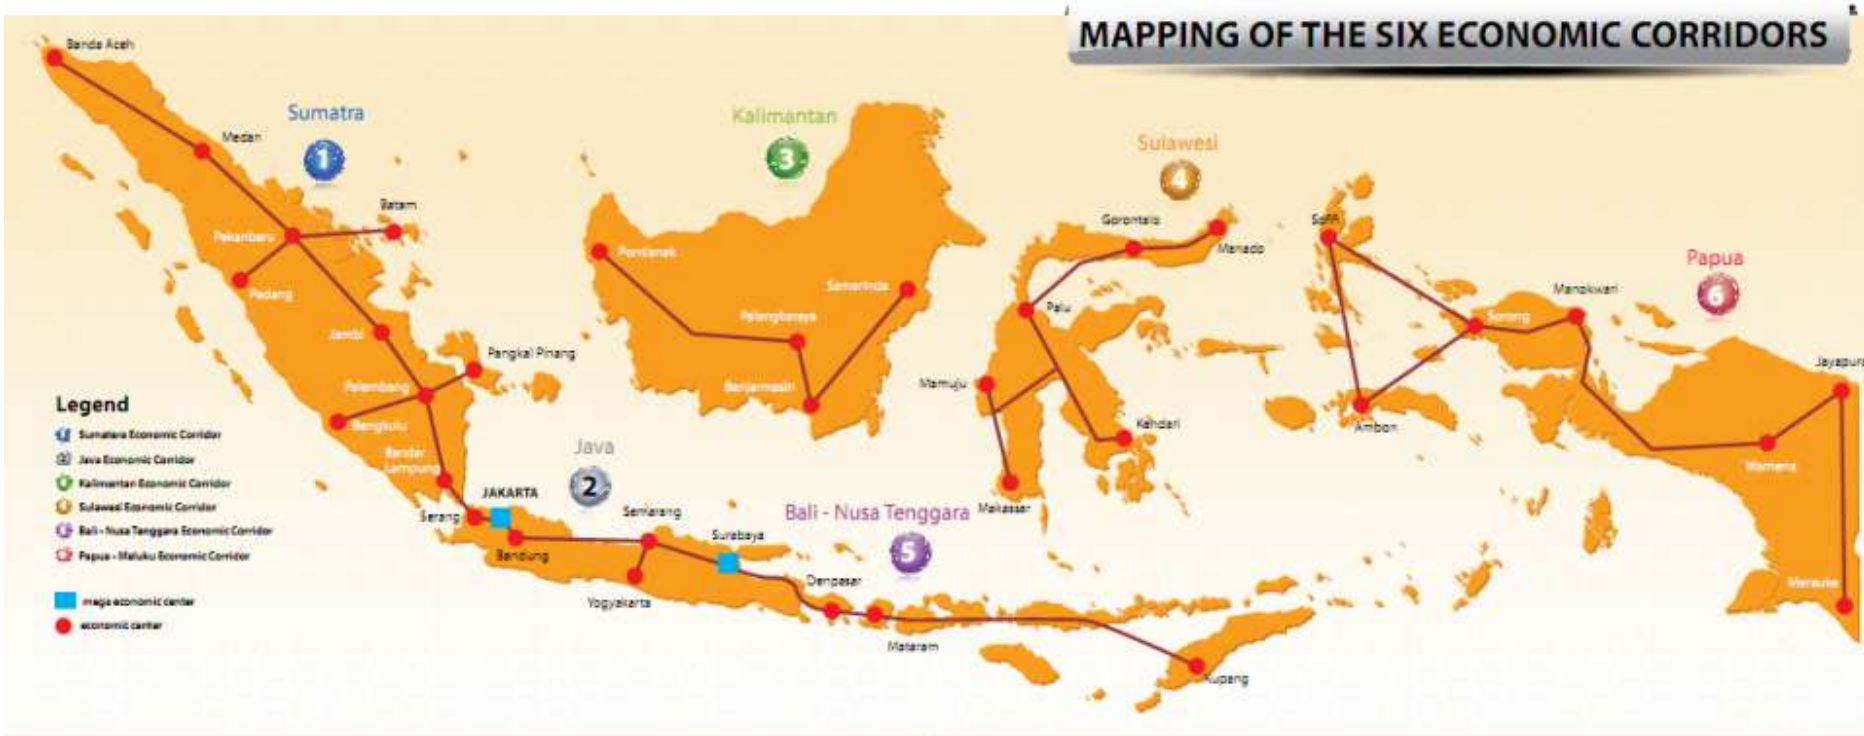 MAPPING OF THE SIX ECONOMIC CORRIDORS
Banda Aceh
Sumatra
1
Medan
Batam
Pekanbaru
Padang
Jambi
Pangkal Pinang
Palembang
Bengkulu
Bandar
Lampung
Kalimantan
3
Pontianak
Samarinda
Palangkaraya
Banjarmasin
Sulawesi
4
Gorontalo
Manado
Palu
Mamuju
Kendari
Makassar
Sofifi
Sorong
Manokwari
Ambon
Papua
6
Jayapura
Wamena
Merauke
Java
2
JAKARTA
Serang
Bandung
Semarang
Yogyakarta
Surabaya
Bali - Nusa Tenggara
5
Denpasar
Mataram
Kupang
Legend
1 Sumatera Economic Corridor
2 Java Economic Corridor
Kalimantan Economic Corridor
Sulawesi Economic Corridor
Bali - Nusa Tenggara Economic Corridor
Papua - Maluku Economic Corridor
mega economic center
economic center